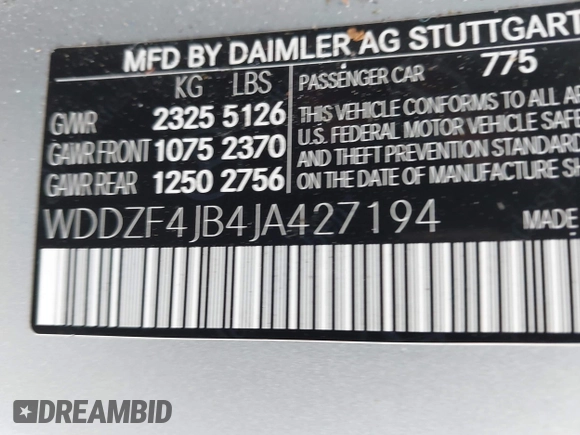 MFD BY DAIMLER AG STUTTGART
KG LBS
GVWR 2325 5126
GAWR FRONT 1075 2370
GAWR REAR 1250 2756
PASSENGER CAR 775
THIS VEHICLE CONFORMS TO ALL
U.S. FEDERAL MOTOR VEHICLE
AND THEFT PREVENTION STANDARD
ON THE DATE OF MANUFACTURE
WDDZF4JB4JA427194
MADE
DREAMBID